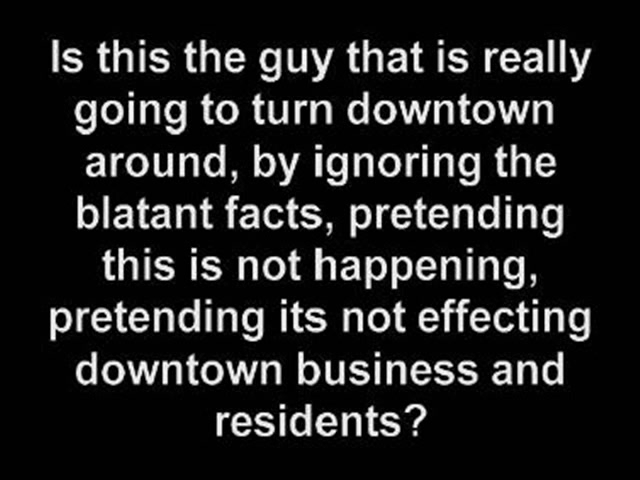 Is this the guy that is really
going to turn downtown
around, by ignoring the
blatant facts, pretending
this is not happening,
pretending its not effecting
downtown business and
residents?